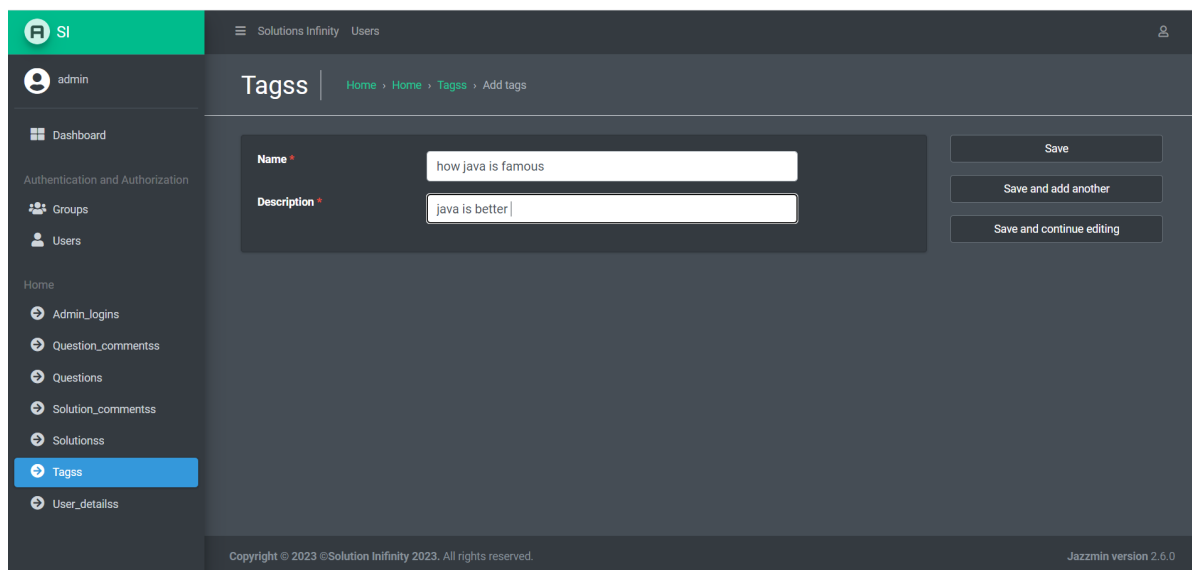 SI
Solutions Infinity Users
admin
Tagss
Home › Home › Tagss › Add tags
Dashboard
Authentication and Authorization
Groups
Users
Home
Admin_logins
Question_commentss
Questions
Solution_commentss
Solutionss
Tagss
User_detailss
Name *
how java is famous
Description *
java is better
Save
Save and add another
Save and continue editing
Copyright © 2023 ©Solution Inifinity 2023. All rights reserved.
Jazzmin version 2.6.0